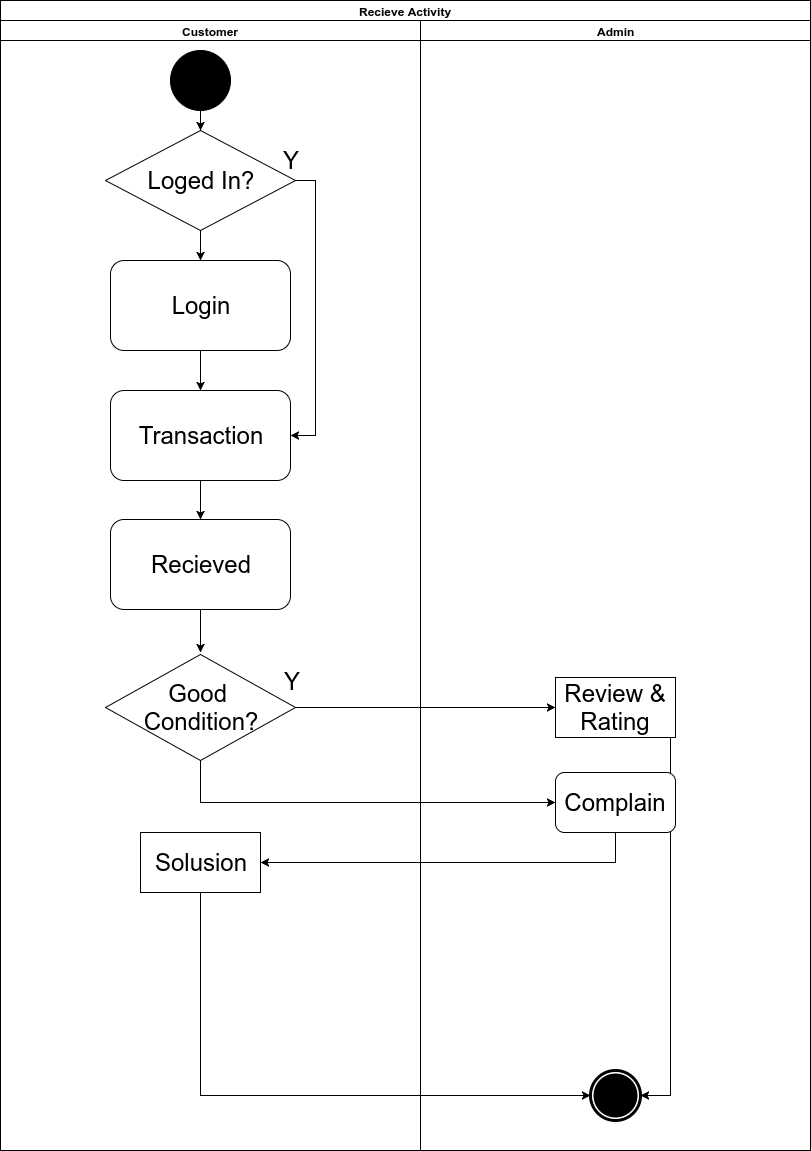 Recieve Activity
Customer
Admin
Y
Loged In?
Login
Transaction
Recieved
Y
Good
Condition?
Review &
Rating
Complain
Solusion